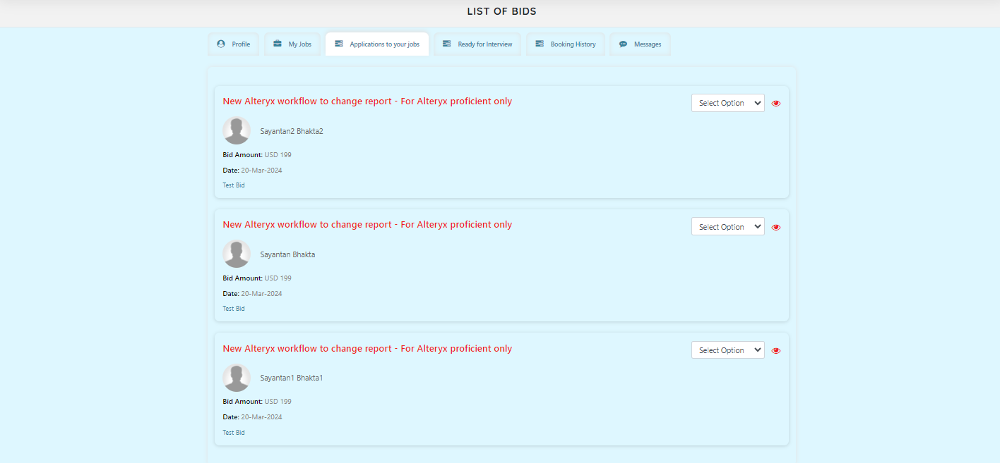 LIST OF BIDS
Profile My Jobs Applications to your jobs Ready for Interview Booking History Messages
New Alteryx workflow to change report - For Alteryx proficient only Select Option
Sayantan2 Bhakta2
Bid Amount: USD 199
Date: 20-Mar-2024
Test Bid
New Alteryx workflow to change report - For Alteryx proficient only Select Option
Sayantan Bhakta
Bid Amount: USD 199
Date: 20-Mar-2024
Test Bid
New Alteryx workflow to change report - For Alteryx proficient only Select Option
Sayantan1 Bhakta1
Bid Amount: USD 199
Date: 20-Mar-2024
Test Bid